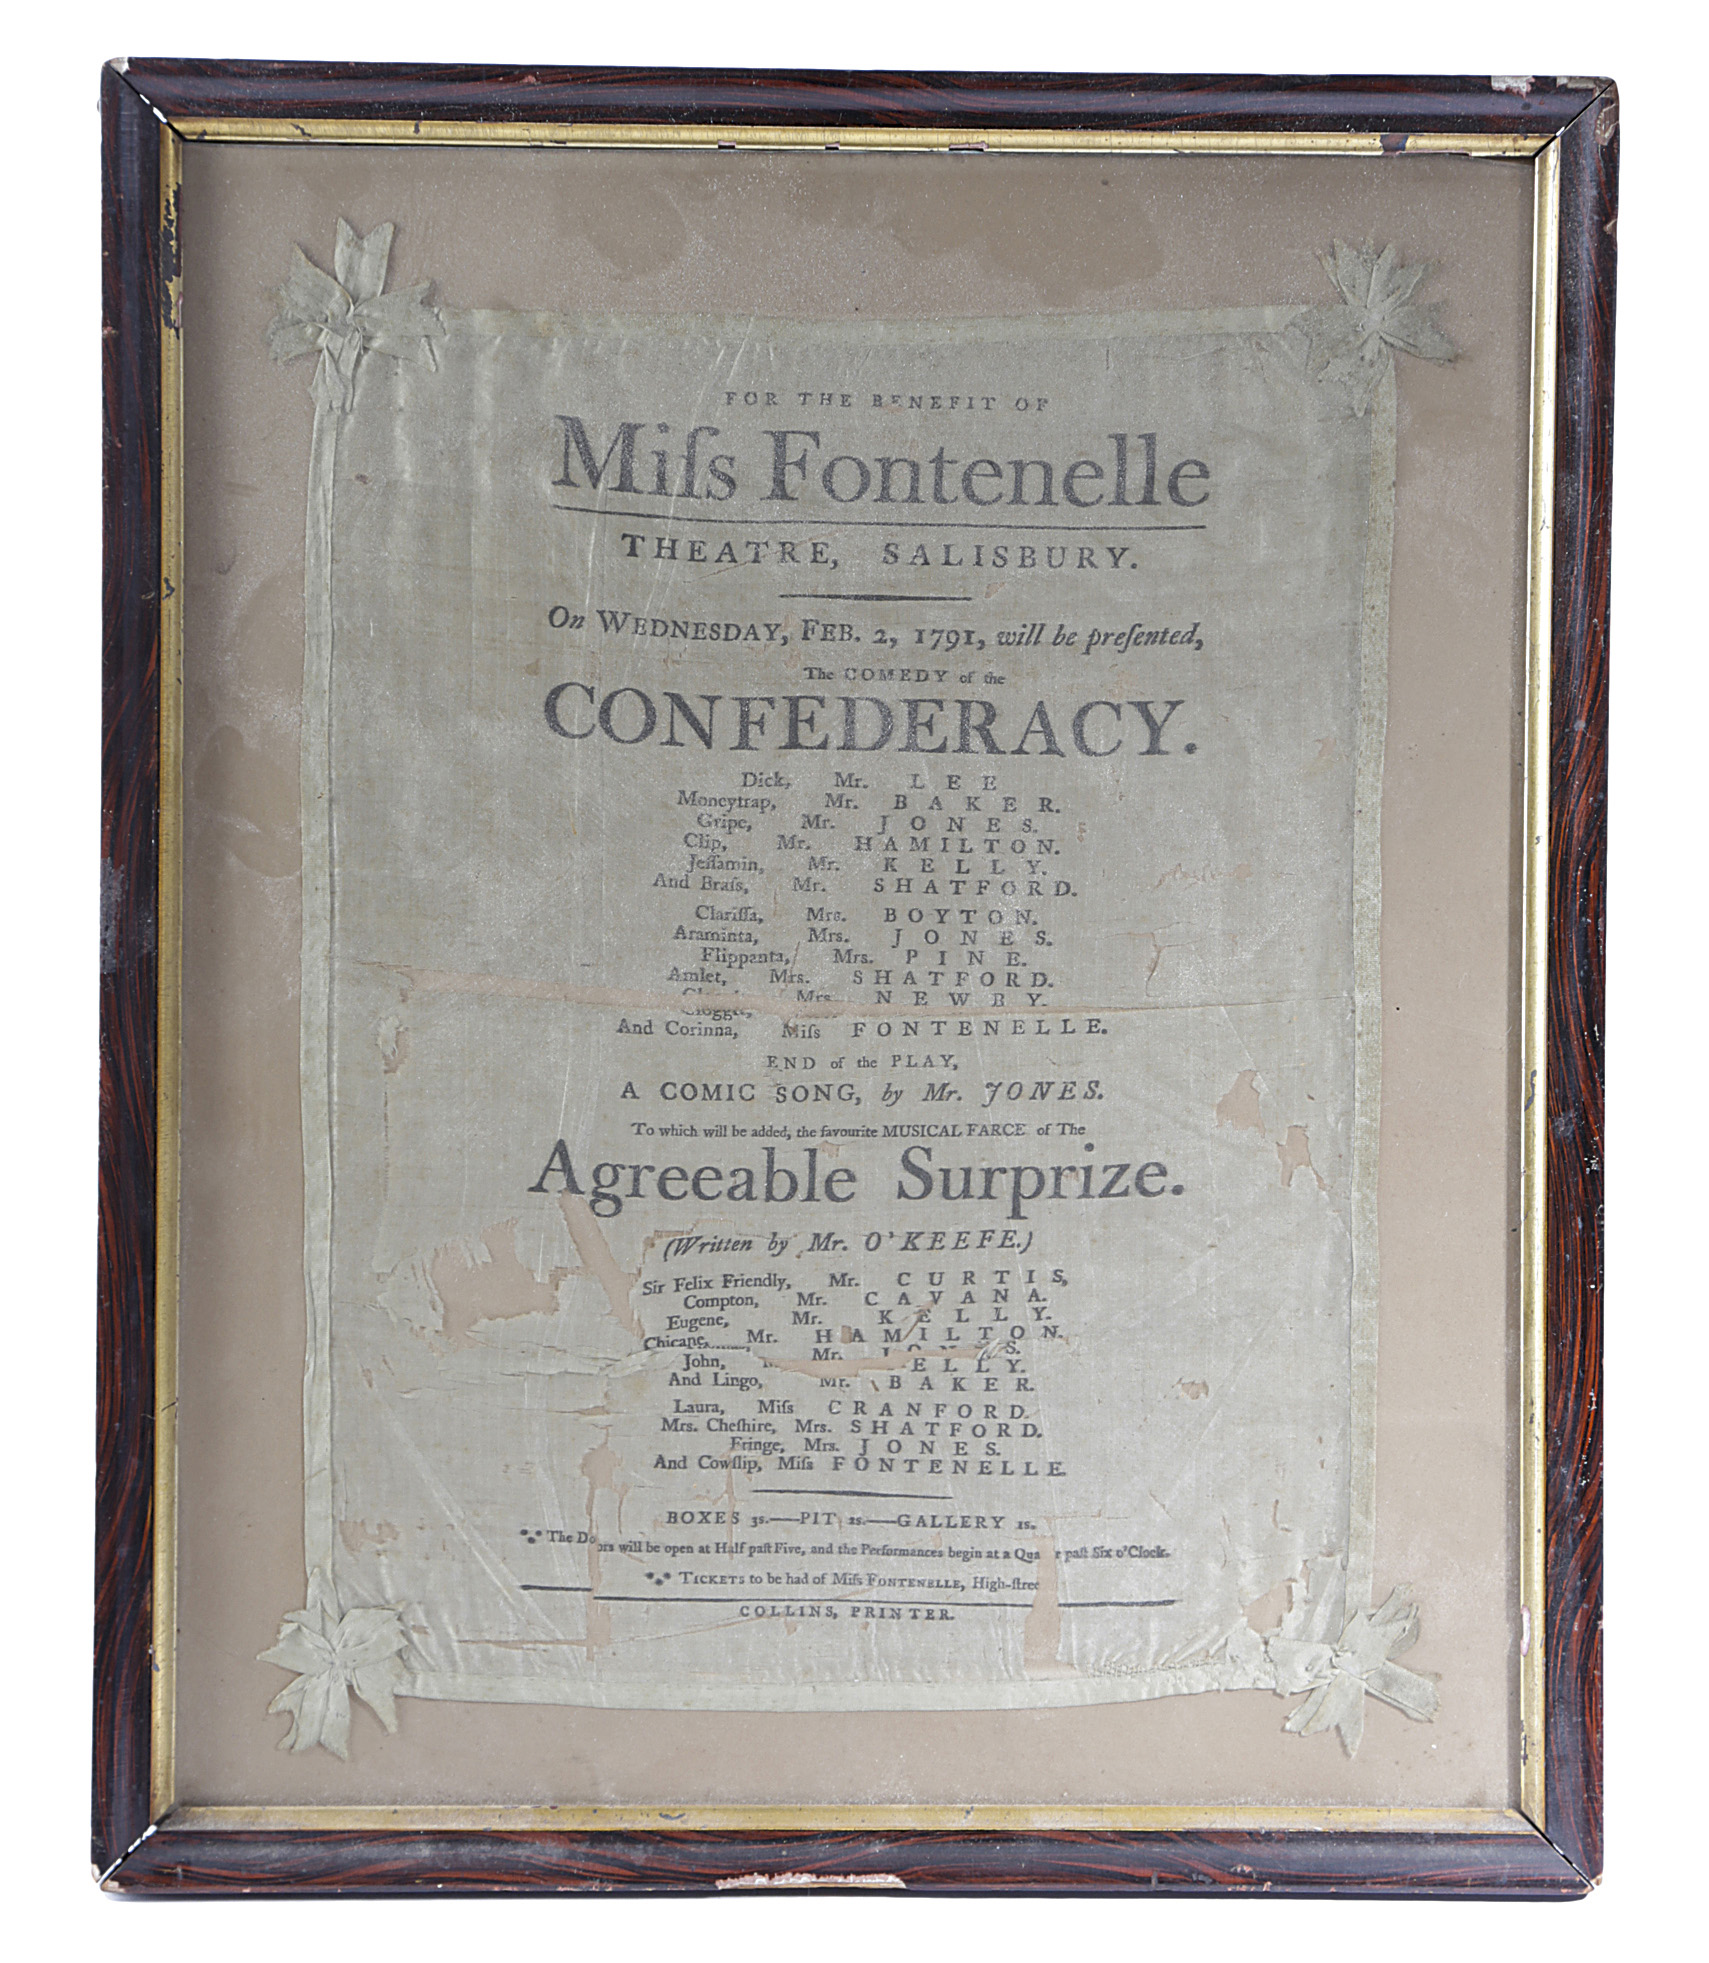 FOR THE BENEFIT OF
Miſs Fontenelle
THEATRE, SALISBURY.
On WEDNESDAY, FEB. 2, 1791, will be preſented,
The COMEDY of the
CONFEDERACY.
Dick, Mr. LEE
Moneytrap, Mr. BAKER.
Gripe, Mr. JONES.
Clip, Mr. HAMILTON.
Jeſſamin, Mr. KELLY.
And Braſs, Mr. SHATFORD.
Clariſſa, Mrs. BOYTON.
Araminta, Mrs. JONES.
Flippanta, Mrs. PINE.
Amlet, Mrs. SHATFORD.
Mrs. NEWBY.
And Corinna, Miſs FONTENELLE.
END of the PLAY,
A COMIC SONG, by Mr. JONES.
To which will be added, the favourite MUSICAL FARCE of The
Agreeable Surprize.
(Written by Mr. O'KEEFE.)
Sir Felix Friendly, Mr. CURTIS,
Compton, Mr. CAVANA.
Eugene, Mr. KELLY.
Chicane, Mr. HAMILTON.
Mr. JONES.
John, ELLY.
And Lingo, Mr. BAKER.
Laura, Miſs CRANFORD.
Mrs. Cheſhire, Mrs. SHATFORD.
Fringe, Mrs. JONES.
And Cowſlip, Miſs FONTENELLE.
BOXES 3s.—PIT 2s.—GALLERY 1s.
*.* The Doors will be open at Half paſt Five, and the Performances begin at a Qua r paſt Six o'Clock.
*.* TICKETS to be had of Miſs FONTENELLE, High-ſtree
COLLINS, PRINTER.